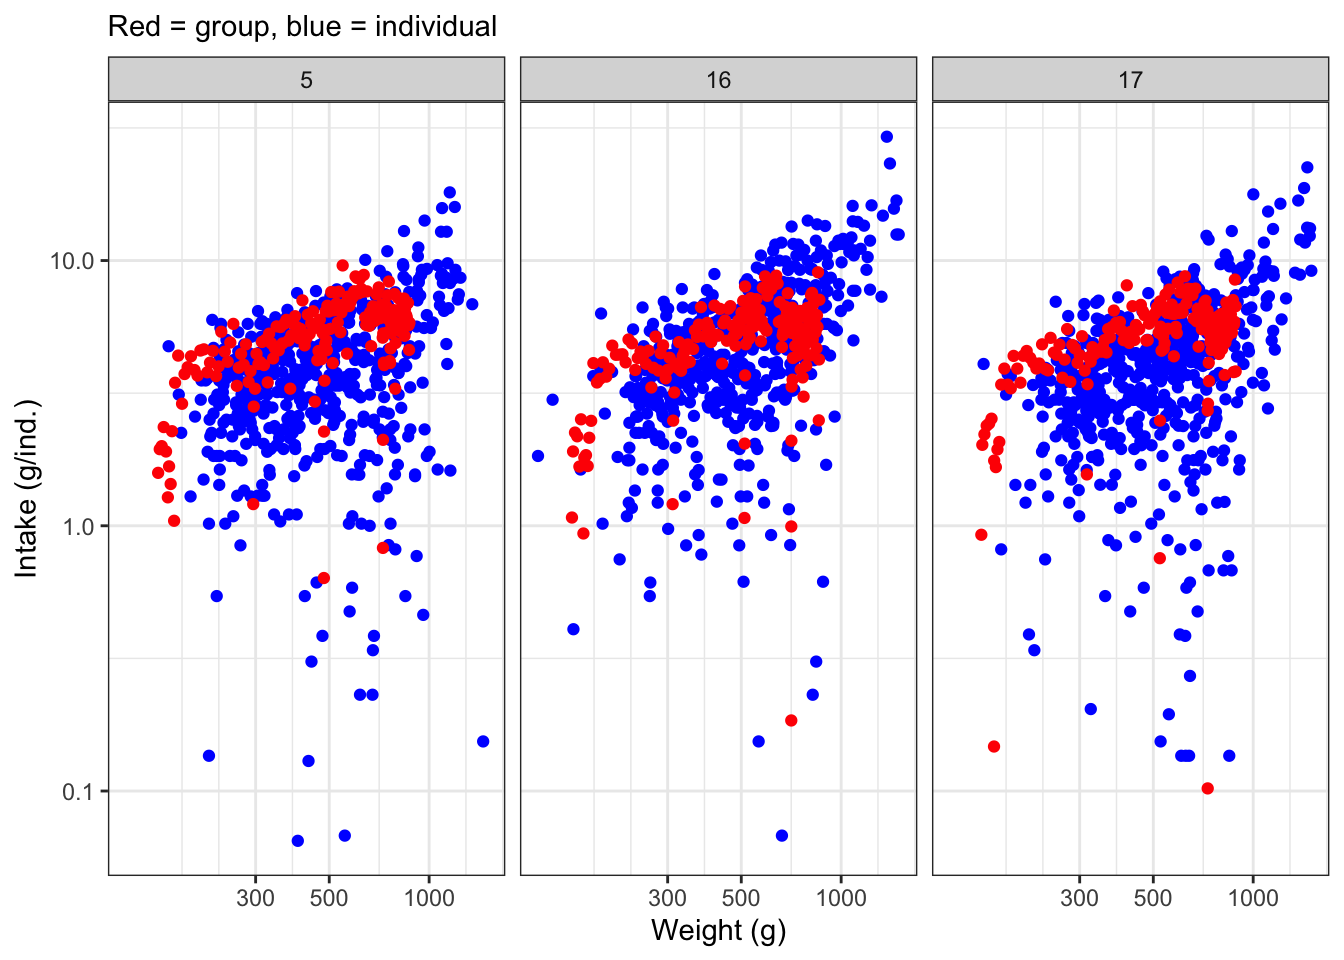 Red = group, blue = individual
5
16
17
Intake (g/ind.)
10.0
1.0
0.1
300 500 1000
300 500 1000
300 500 1000
Weight (g)